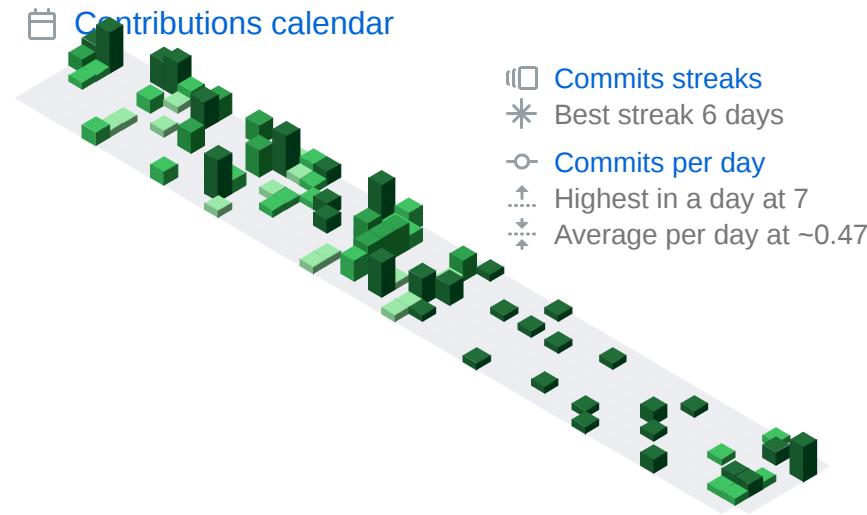 Contributions calendar
Commits streaks
Best streak 6 days
Commits per day
Highest in a day at 7
Average per day at ~0.47